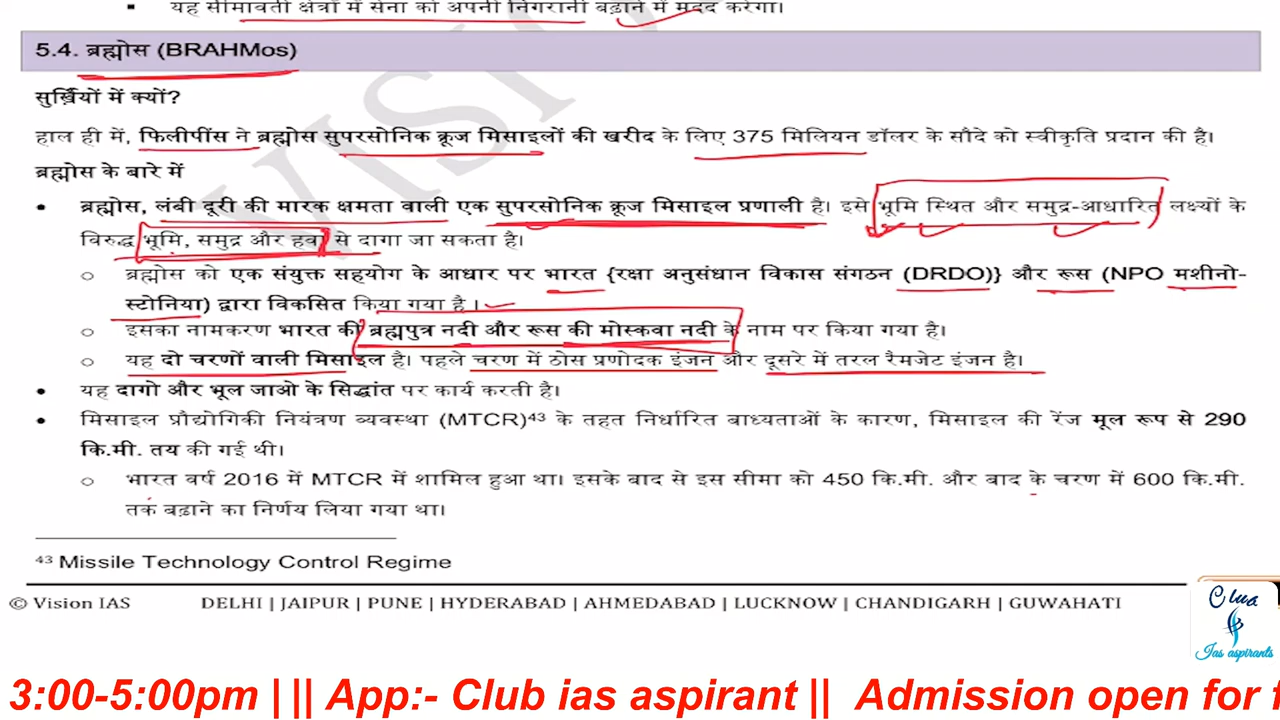 ▪ यह सीमावर्ती क्षेत्रों में सेना को अपनी निगरानी बढ़ाने में मदद करेगा।
5.4. ब्रह्मोस (BRAHMos)
सुर्ख़ियों में क्यों?
हाल ही में, फिलीपींस ने ब्रह्मोस सुपरसोनिक क्रूज मिसाइलों की खरीद के लिए 375 मिलियन डॉलर के सौदे को स्वीकृति प्रदान की है।
ब्रह्मोस के बारे में
• ब्रह्मोस, लंबी दूरी की मारक क्षमता वाली एक सुपरसोनिक क्रूज मिसाइल प्रणाली है। इसे भूमि स्थित और समुद्र-आधारित लक्ष्यों के
विरुद्ध भूमि, समुद्र और हवा से दागा जा सकता है।
○ ब्रह्मोस को एक संयुक्त सहयोग के आधार पर भारत {रक्षा अनुसंधान विकास संगठन (DRDO)} और रूस (NPO मशीनो-
स्टोनिया) द्वारा विकसित किया गया है ।
○ इसका नामकरण भारत की ब्रह्मपुत्र नदी और रूस की मोस्कवा नदी के नाम पर किया गया है।
○ यह दो चरणों वाली मिसाइल है। पहले चरण में ठोस प्रणोदक इंजन और दूसरे में तरल रैमजेट इंजन है।
• यह दागो और भूल जाओ के सिद्धांत पर कार्य करती है।
• मिसाइल प्रौद्योगिकी नियंत्रण व्यवस्था (MTCR)⁴³ के तहत निर्धारित बाध्यताओं के कारण, मिसाइल की रेंज मूल रूप से 290
कि.मी. तय की गई थी।
○ भारत वर्ष 2016 में MTCR में शामिल हुआ था। इसके बाद से इस सीमा को 450 कि.मी. और बाद के चरण में 600 कि.मी.
तक बढ़ाने का निर्णय लिया गया था।
⁴³ Missile Technology Control Regime
© Vision IAS DELHI | JAIPUR | PUNE | HYDERABAD | AHMEDABAD | LUCKNOW | CHANDIGARH | GUWAHATI
Ias aspirants
3:00-5:00pm | || App:- Club ias aspirant || Admission open for f